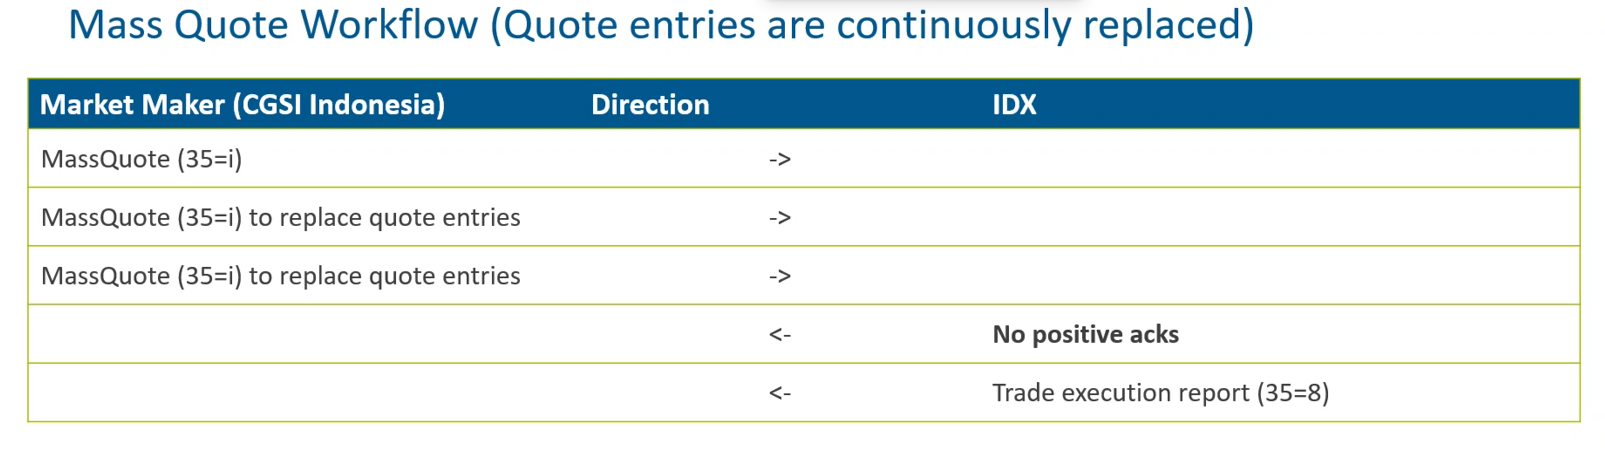 Mass Quote Workflow (Quote entries are continuously replaced)
Market Maker (CGSI Indonesia) Direction IDX
MassQuote (35=i) ->
MassQuote (35=i) to replace quote entries ->
MassQuote (35=i) to replace quote entries ->
<- No positive acks
<- Trade execution report (35=8)